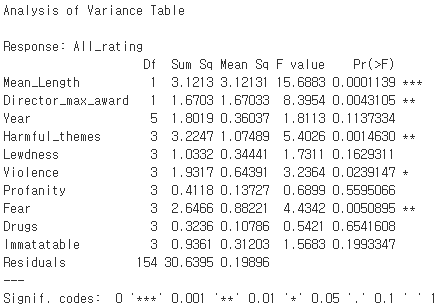 Analysis of Variance Table

Response: All_rating
                    Df  Sum Sq Mean Sq F value    Pr(>F)
Mean_Length          1  3.1213 3.12131 15.6883 0.0001139 ***
Director_max_award   1  1.6703 1.67033  8.3954 0.0043105 **
Year                 5  1.8019 0.36037  1.8113 0.1137334
Harmful_themes       3  3.2247 1.07489  5.4026 0.0014630 **
Lewdness             3  1.0332 0.34441  1.7311 0.1629311
Violence             3  1.9317 0.64391  3.2364 0.0239147 *
Profanity            3  0.4118 0.13727  0.6899 0.5595066
Fear                 3  2.6466 0.88221  4.4342 0.0050895 **
Drugs                3  0.3236 0.10786  0.5421 0.6541608
Immatatable          3  0.9361 0.31203  1.5683 0.1993347
Residuals          154 30.6395 0.19896
---
Signif. codes:  0 '***' 0.001 '**' 0.01 '*' 0.05 '.' 0.1 ' ' 1